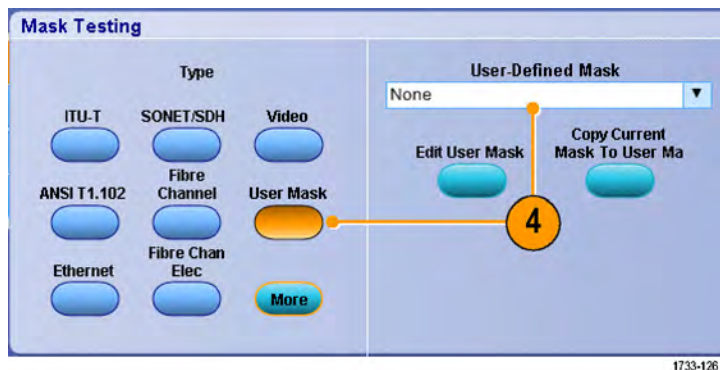 Mask Testing
Type
ITU-T
SONET/SDH
Video
ANSI T1.102
Fibre
Channel
User Mask
Ethernet
Fibre Chan
Elec
More
User-Defined Mask
None
Edit User Mask
Copy Current
Mask To User Ma
4
1733-126